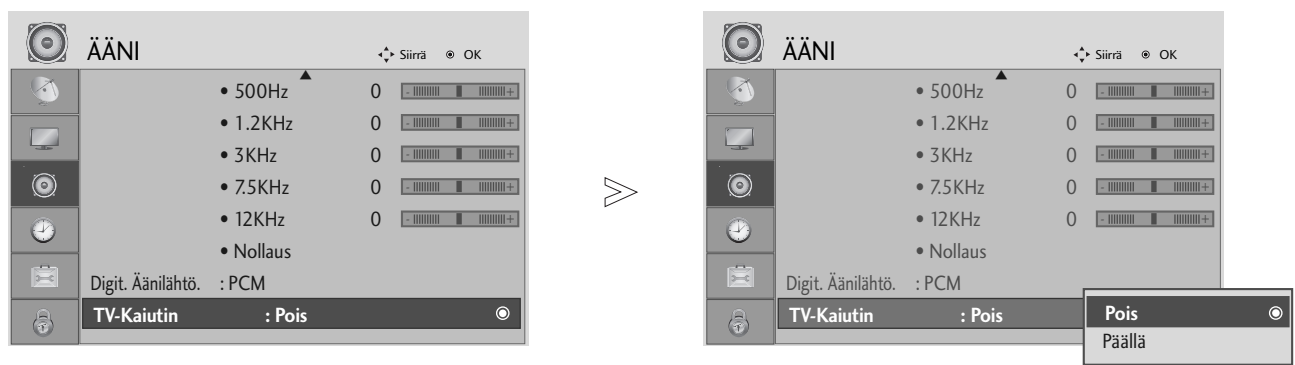 ÄÄNI
Siirrä OK
• 500Hz 0 - +
• 1.2KHz 0 - +
• 3KHz 0 - +
• 7.5KHz 0 - +
• 12KHz 0 - +
• Nollaus
Digit. Äänilähtö. : PCM
TV-Kaiutin : Pois
ÄÄNI
Siirrä OK
• 500Hz 0 - +
• 1.2KHz 0 - +
• 3KHz 0 - +
• 7.5KHz 0 - +
• 12KHz 0 - +
• Nollaus
Digit. Äänilähtö. : PCM
TV-Kaiutin : Pois
Pois
Päällä